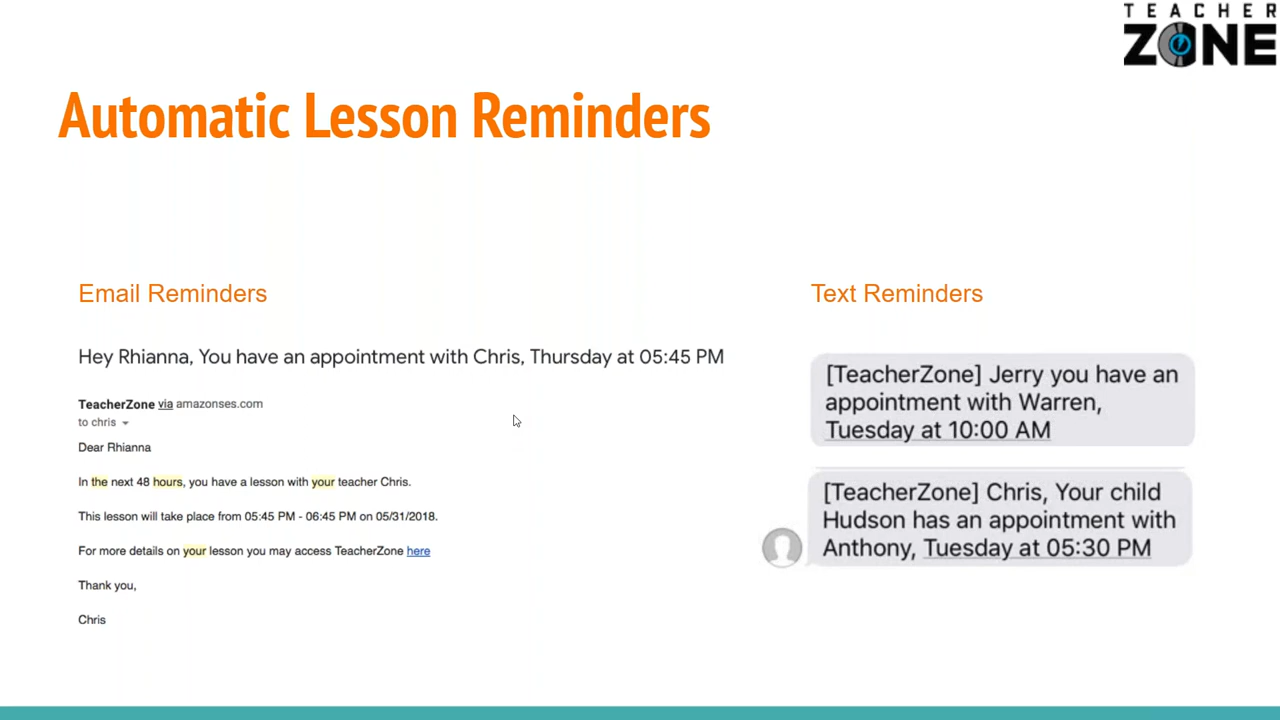 TEACHER
ZONE
Automatic Lesson Reminders
Email Reminders
Hey Rhianna, You have an appointment with Chris, Thursday at 05:45 PM
TeacherZone via amazonses.com
to chris
Dear Rhianna
In the next 48 hours, you have a lesson with your teacher Chris.
This lesson will take place from 05:45 PM - 06:45 PM on 05/31/2018.
For more details on your lesson you may access TeacherZone here
Thank you,
Chris
Text Reminders
[TeacherZone] Jerry you have an
appointment with Warren,
Tuesday at 10:00 AM
[TeacherZone] Chris, Your child
Hudson has an appointment with
Anthony, Tuesday at 05:30 PM